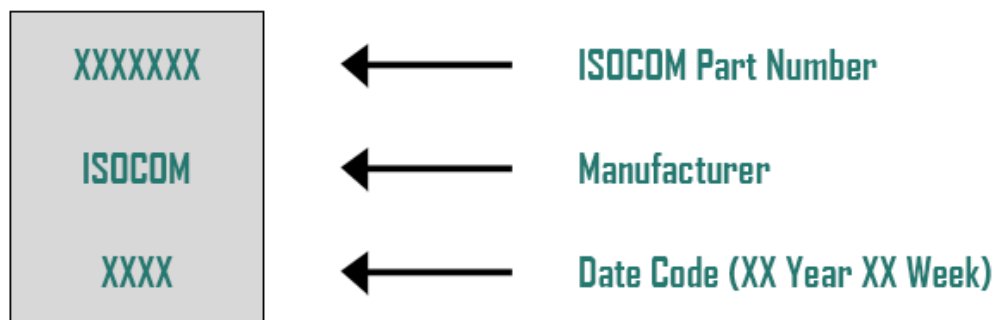 XXXXXXX ISOCOM Part Number
ISOCOM Manufacturer
XXXX Date Code (XX Year XX Week)